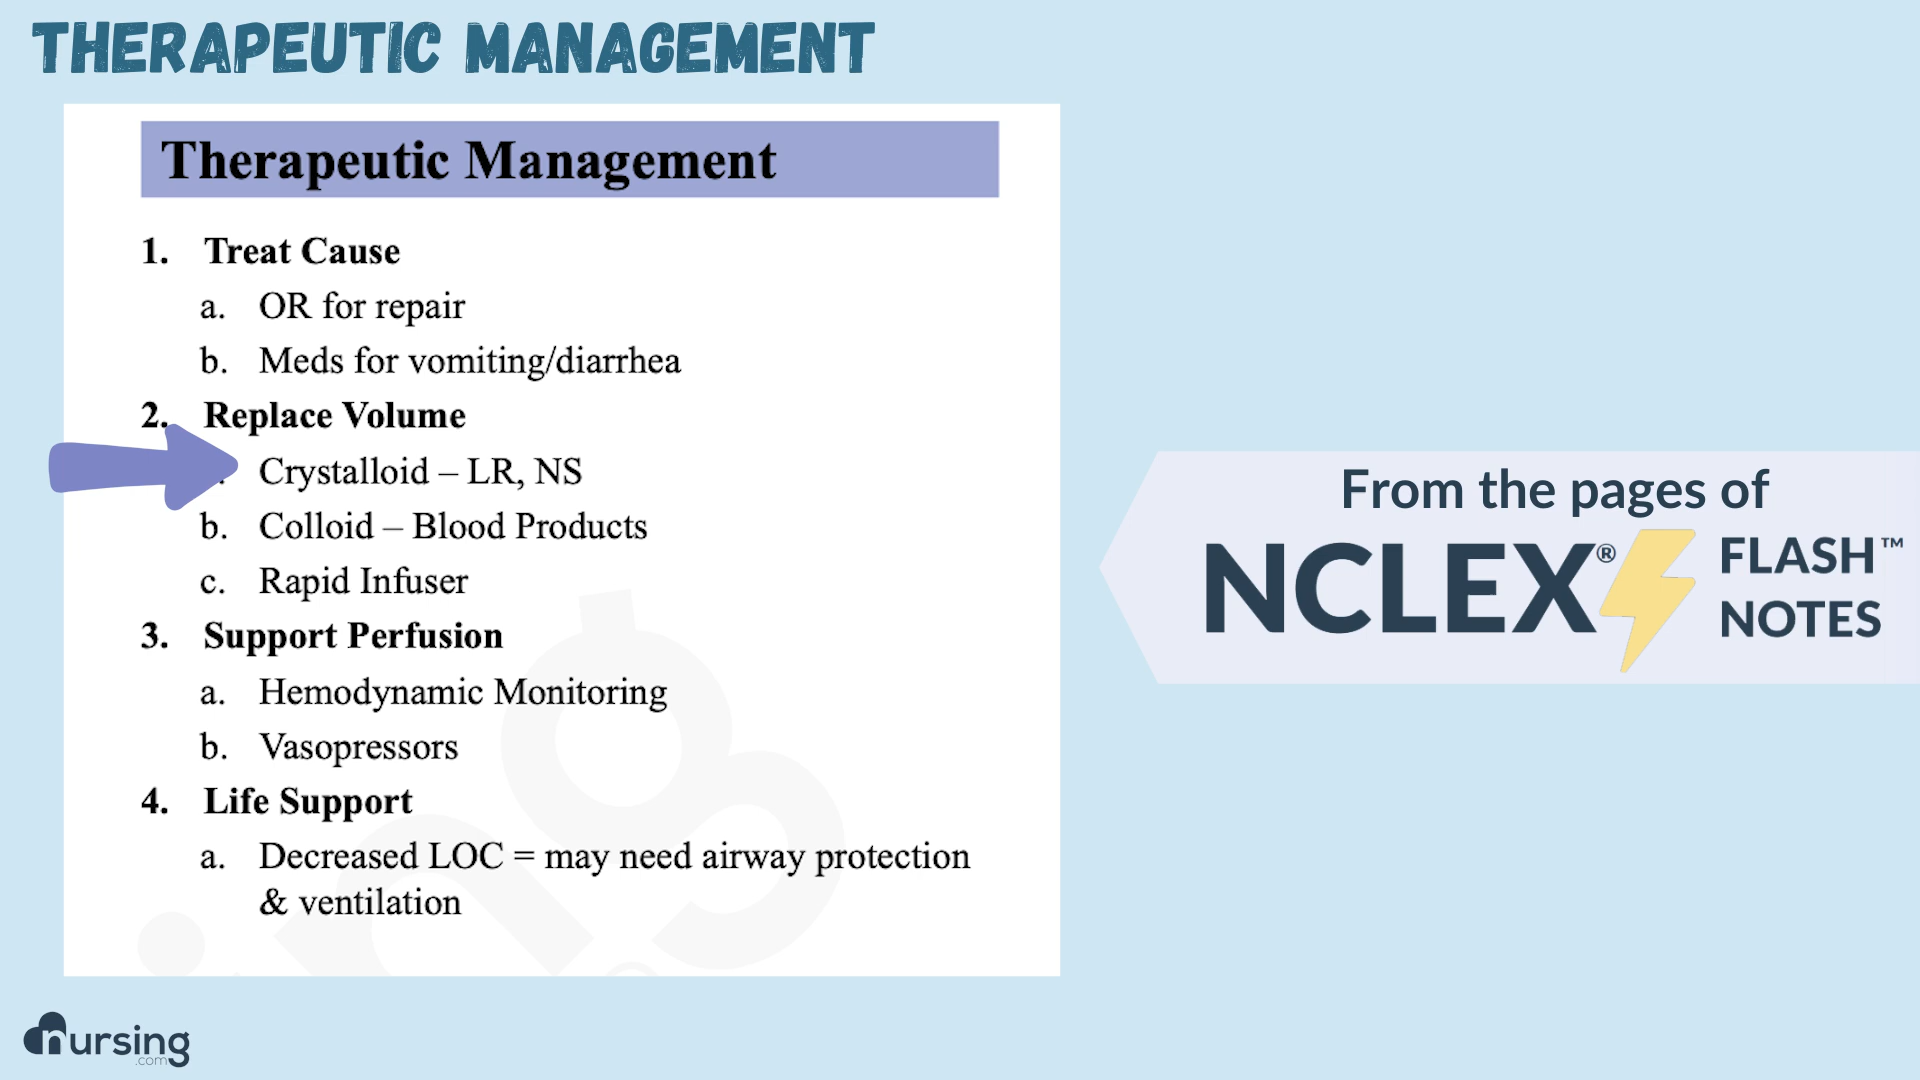 THERAPEUTIC MANAGEMENT
Therapeutic Management
1. Treat Cause
a. OR for repair
b. Meds for vomiting/diarrhea
2. Replace Volume
Crystalloid – LR, NS
b. Colloid – Blood Products
c. Rapid Infuser
3. Support Perfusion
a. Hemodynamic Monitoring
b. Vasopressors
4. Life Support
a. Decreased LOC = may need airway protection
& ventilation
From the pages of
NCLEX® FLASH™
NOTES
nursing
.com